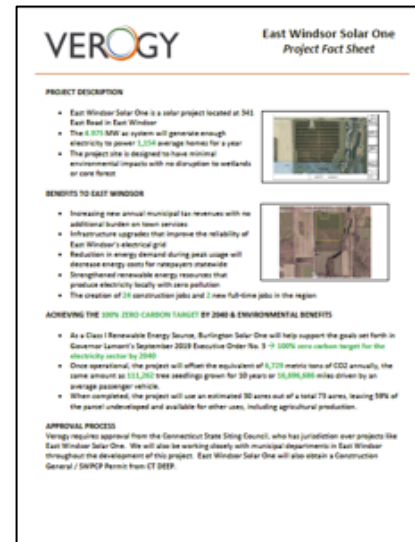 VEROGY
East Windsor Solar One
Project Fact Sheet
PROJECT DESCRIPTION
• East Windsor Solar One is a solar project located at 341
East Road in East Windsor
• The 4.975 MW ac system will generate enough
electricity to power 1,154 average homes for a year
• The project site is designed to have minimal
environmental impacts with no disruption to wetlands
or core forest
BENEFITS TO EAST WINDSOR
• Increasing new annual municipal tax revenues with no
additional burden on town services
• Infrastructure upgrades that improve the reliability of
East Windsor's electrical grid
• Reduction in energy demand during peak usage will
decrease energy costs for ratepayers statewide
• Strengthened renewable energy resources that
produce electricity locally with zero pollution
• The creation of 24 construction jobs and 2 new full-time jobs in the region
ACHIEVING THE 100% ZERO CARBON TARGET BY 2040 & ENVIRONMENTAL BENEFITS
• As a Class I Renewable Energy Source, Burlington Solar One will help support the goals set forth in
Governor Lamont's September 2019 Executive Order No. 3 → 100% zero carbon target for the
electricity sector by 2040
• Once operational, the project will offset the equivalent of 6,729 metric tons of CO2 annually, the
same amount as 111,262 tree seedlings grown for 10 years or miles driven by an
average passenger vehicle.
• When completed, the project will use an estimated 30 acres out of a total 73 acres, leaving 59% of
the parcel undeveloped and available for other uses, including agricultural production.
APPROVAL PROCESS
Verogy requires approval from the Connecticut State Siting Council, who has jurisdiction over projects like
East Windsor Solar One. We will also be working closely with municipal departments in East Windsor
throughout the development of this project. East Windsor Solar One will also obtain a Construction
General / SWPCP Permit from CT DEEP.